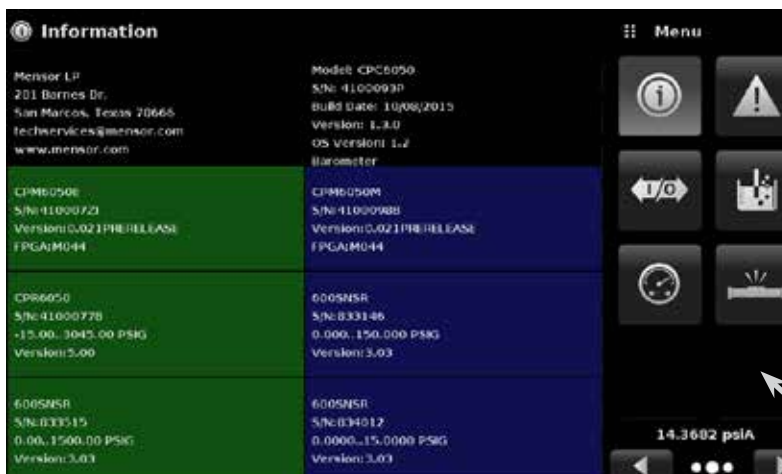 Information
Mensor LP
201 Barnes Dr.
San Marcos, Texas 78666
techservices@mensor.com
www.mensor.com
Model: CPC6050
S/N: 4100093P
Build Date: 10/08/2015
Version: 1.3.0
OS Version: 1.2
Barometer
CPM6050E
S/N:
Version:0.021PRERELEASE
FPGA:M044
CPM6050M
S/N:
Version:0.021PRERELEASE
FPGA:M044
CPR6050
S/N:41000778
-15.00..3045.00 PSIG
Version:5.00
600SNSR
S/N:833146
0.000..150.000 PSIG
Version:3.03
600SNSR
S/N:833515
0.00..1500.00 PSIG
Version:3.03
600SNSR
S/N:834012
0.0000..15.0000 PSIG
Version:3.03
Menu
I/O
14.3682 psiA